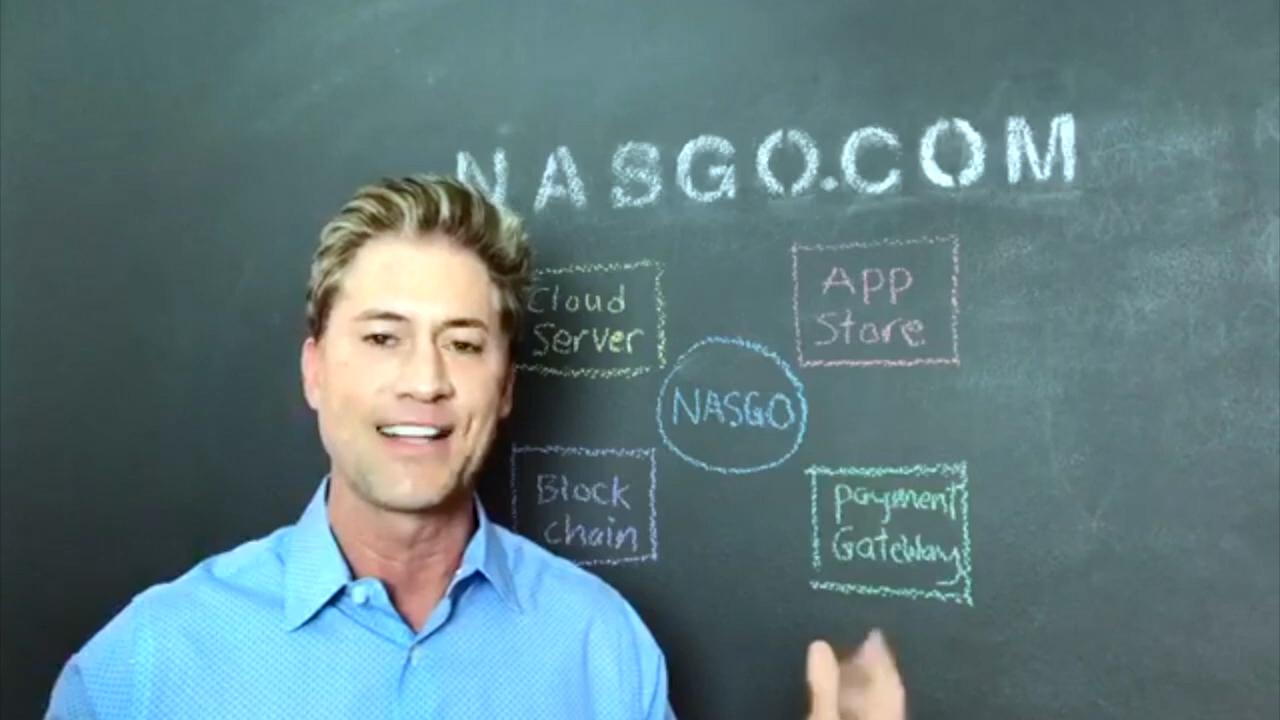 NASGO.COM
Cloud
Server
App
Store
NASGO
Block
chain
payment
Gateway